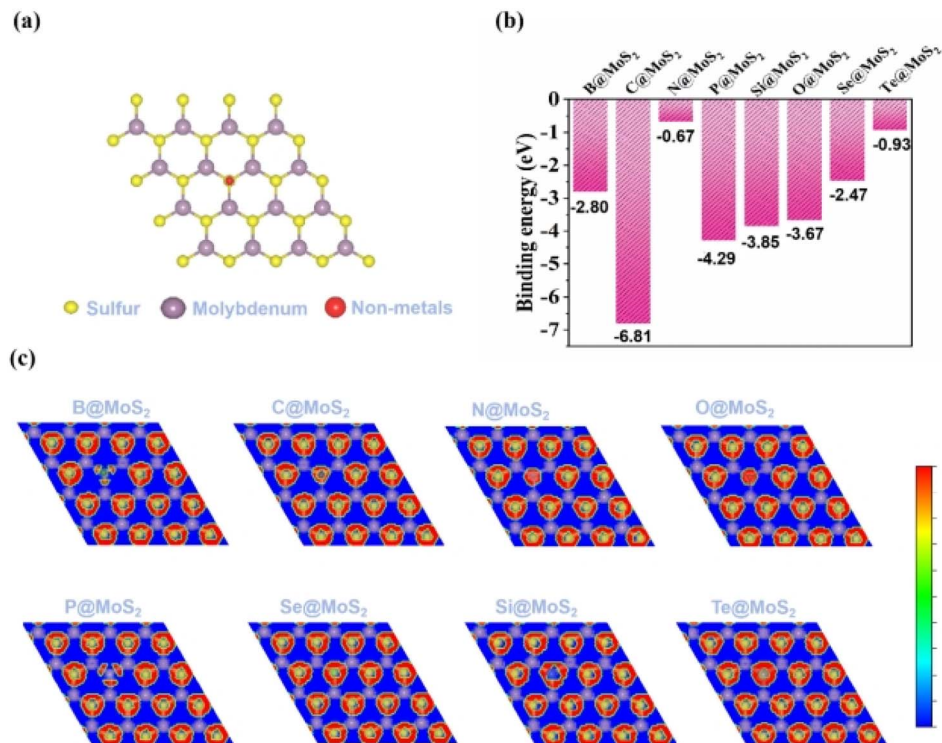 (a)
Sulfur Molybdenum Non-metals
(b)
B@MoS2 C@MoS2 N@MoS2 P@MoS2 Si@MoS2 O@MoS2 Se@MoS2 Te@MoS2
Binding energy (eV)
0
-1
-2
-3
-4
-5
-6
-7
-2.80
-6.81
-0.67
-4.29
-3.85
-3.67
-2.47
-0.93
(c)
B@MoS2 C@MoS2 N@MoS2 O@MoS2
P@MoS2 Se@MoS2 Si@MoS2 Te@MoS2